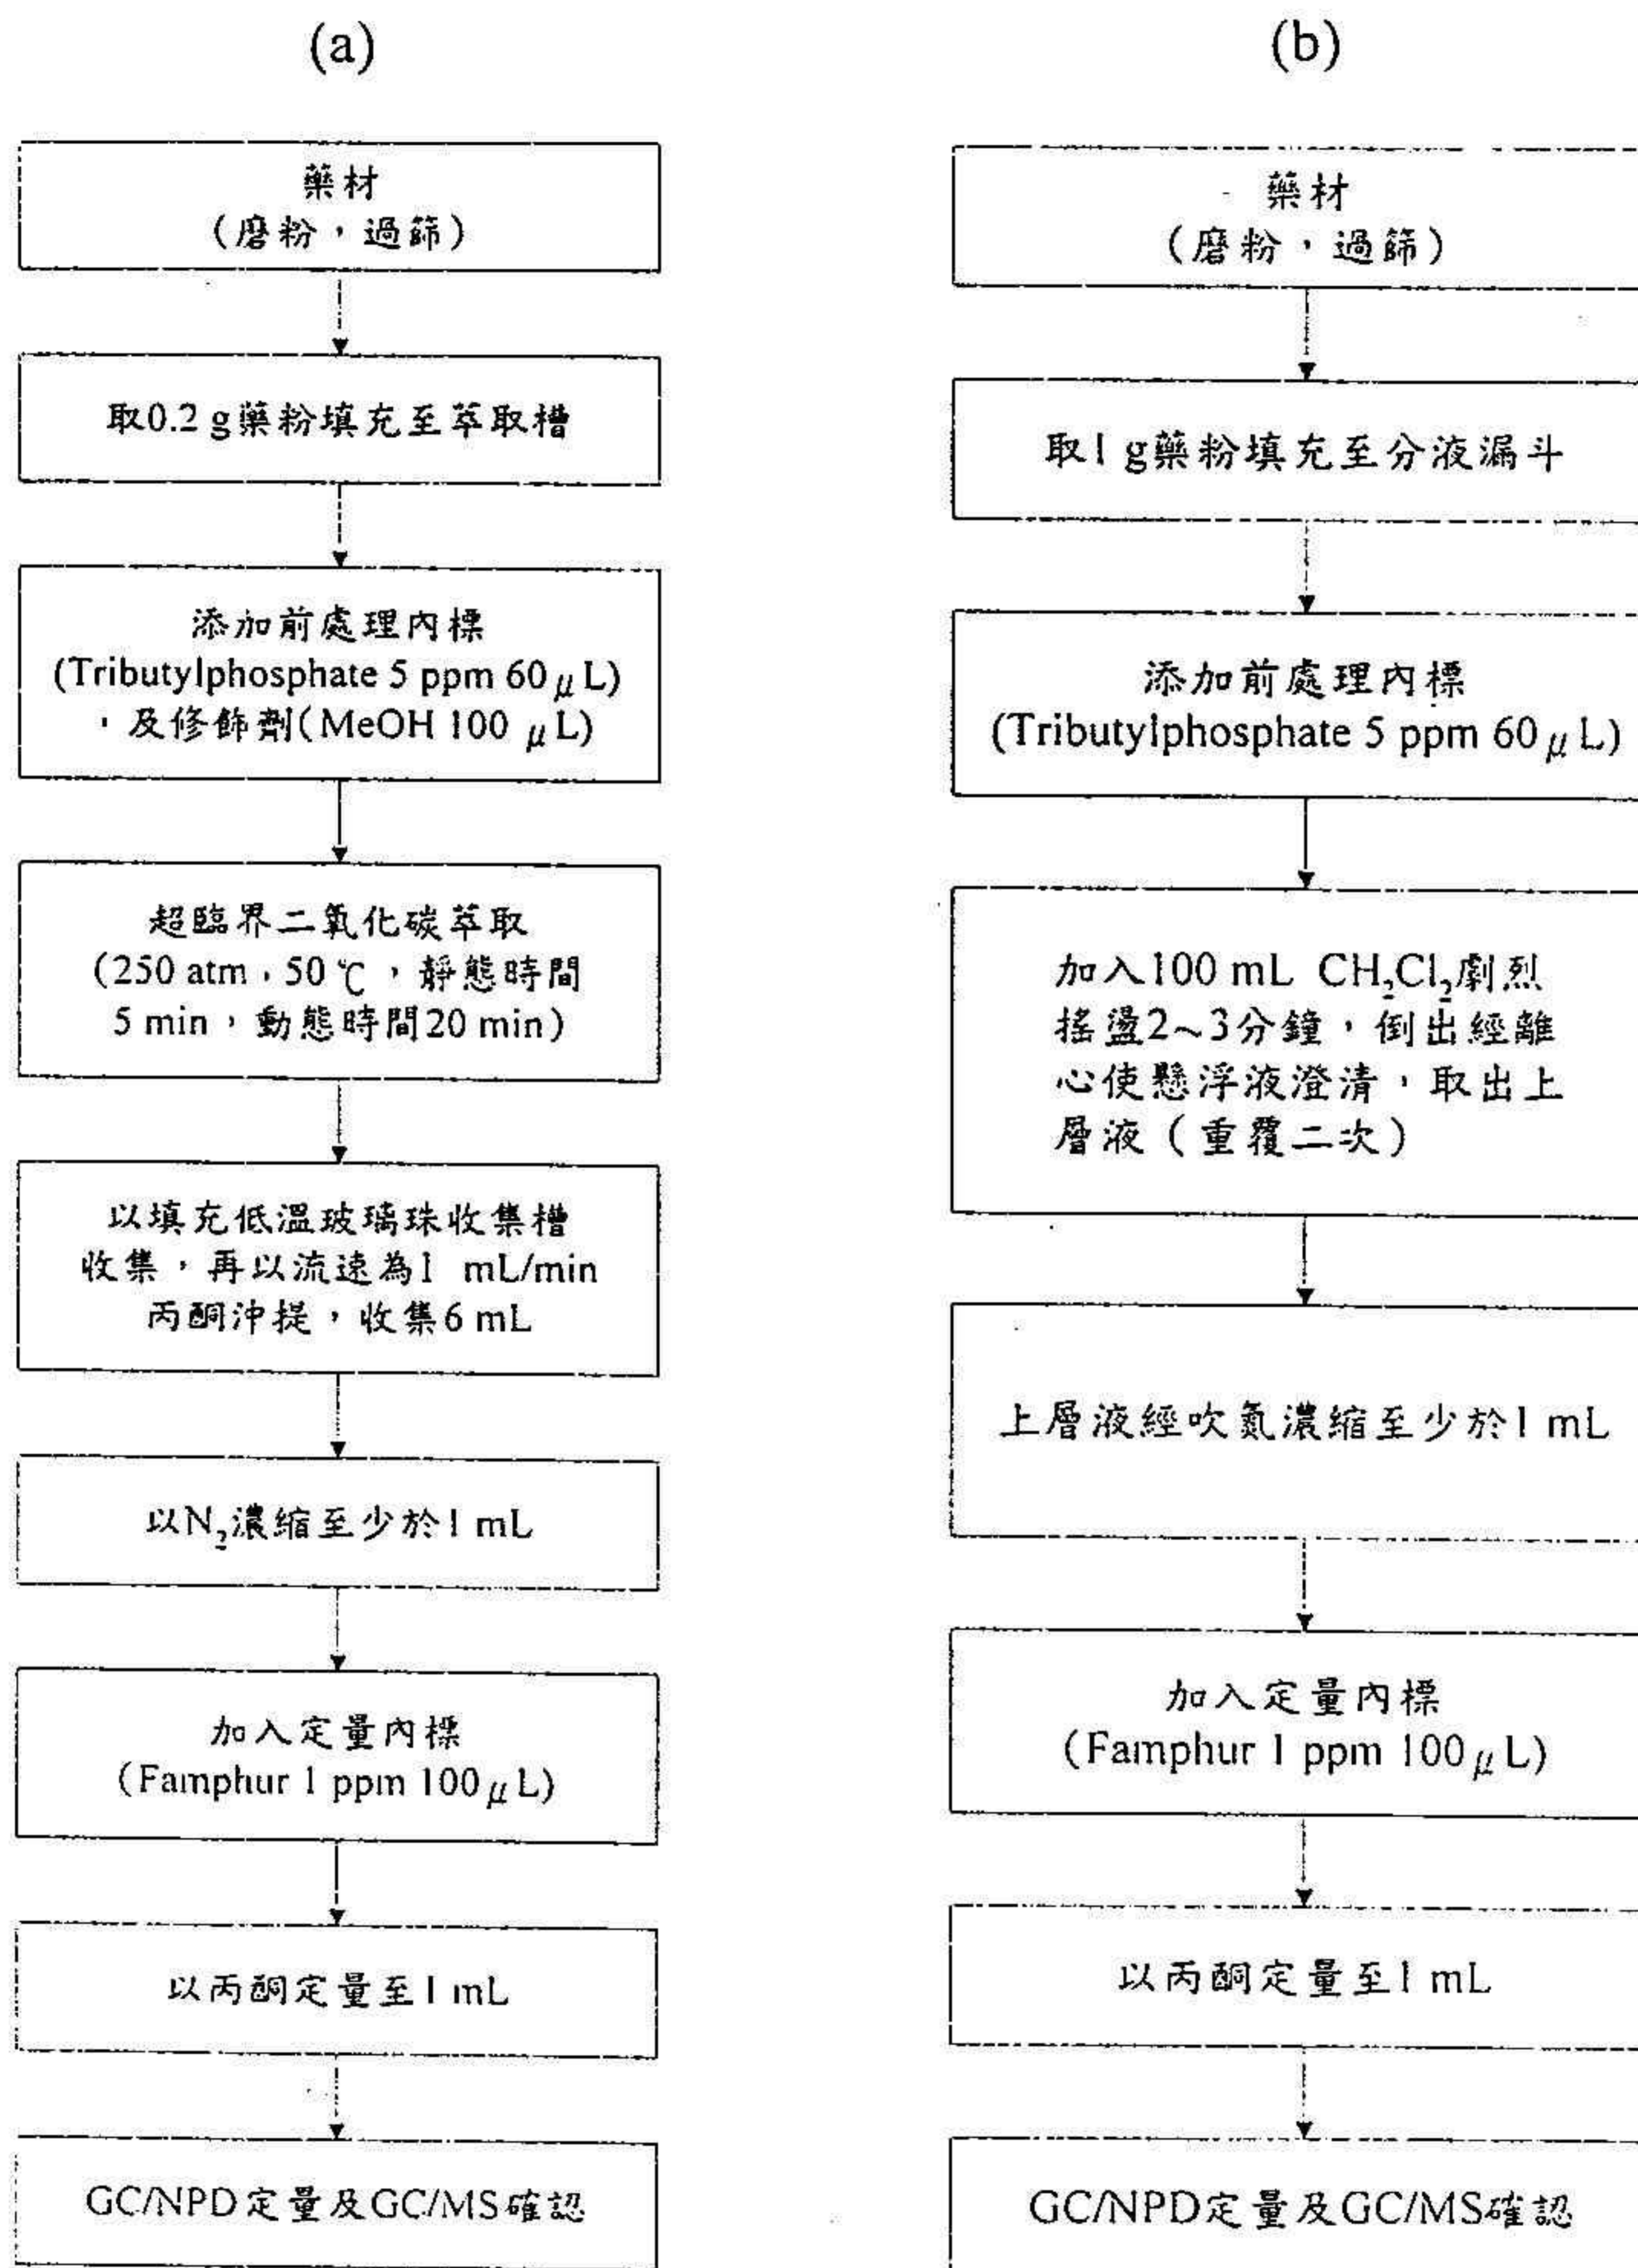 (a)
藥材
(磨粉，過篩)
取0.2 g藥粉填充至萃取槽
添加前處理內標
(Tributylphosphate 5 ppm 60μL)
，及修飾劑(MeOH 100 μL)
超臨界二氧化碳萃取
(250 atm，50℃，靜態時間
5 min，動態時間20 min)
以填充低溫玻璃珠收集槽
收集，再以流速為1 mL/min
丙酮沖提，收集6 mL
以N₂濃縮至少於1 mL
加入定量內標
(Famphur 1 ppm 100μL)
以丙酮定量至1 mL
GC/NPD定量及GC/MS確認
(b)
藥材
(磨粉，過篩)
取1 g藥粉填充至分液漏斗
添加前處理內標
(Tributylphosphate 5 ppm 60μL)
加入100 mL CH₂Cl₂劇烈
搖盪2~3分鐘，倒出經離
心使懸浮液澄清，取出上
層液（重覆二次）
上層液經吹氮濃縮至少於1 mL
加入定量內標
(Famphur 1 ppm 100μL)
以丙酮定量至1 mL
GC/NPD定量及GC/MS確認